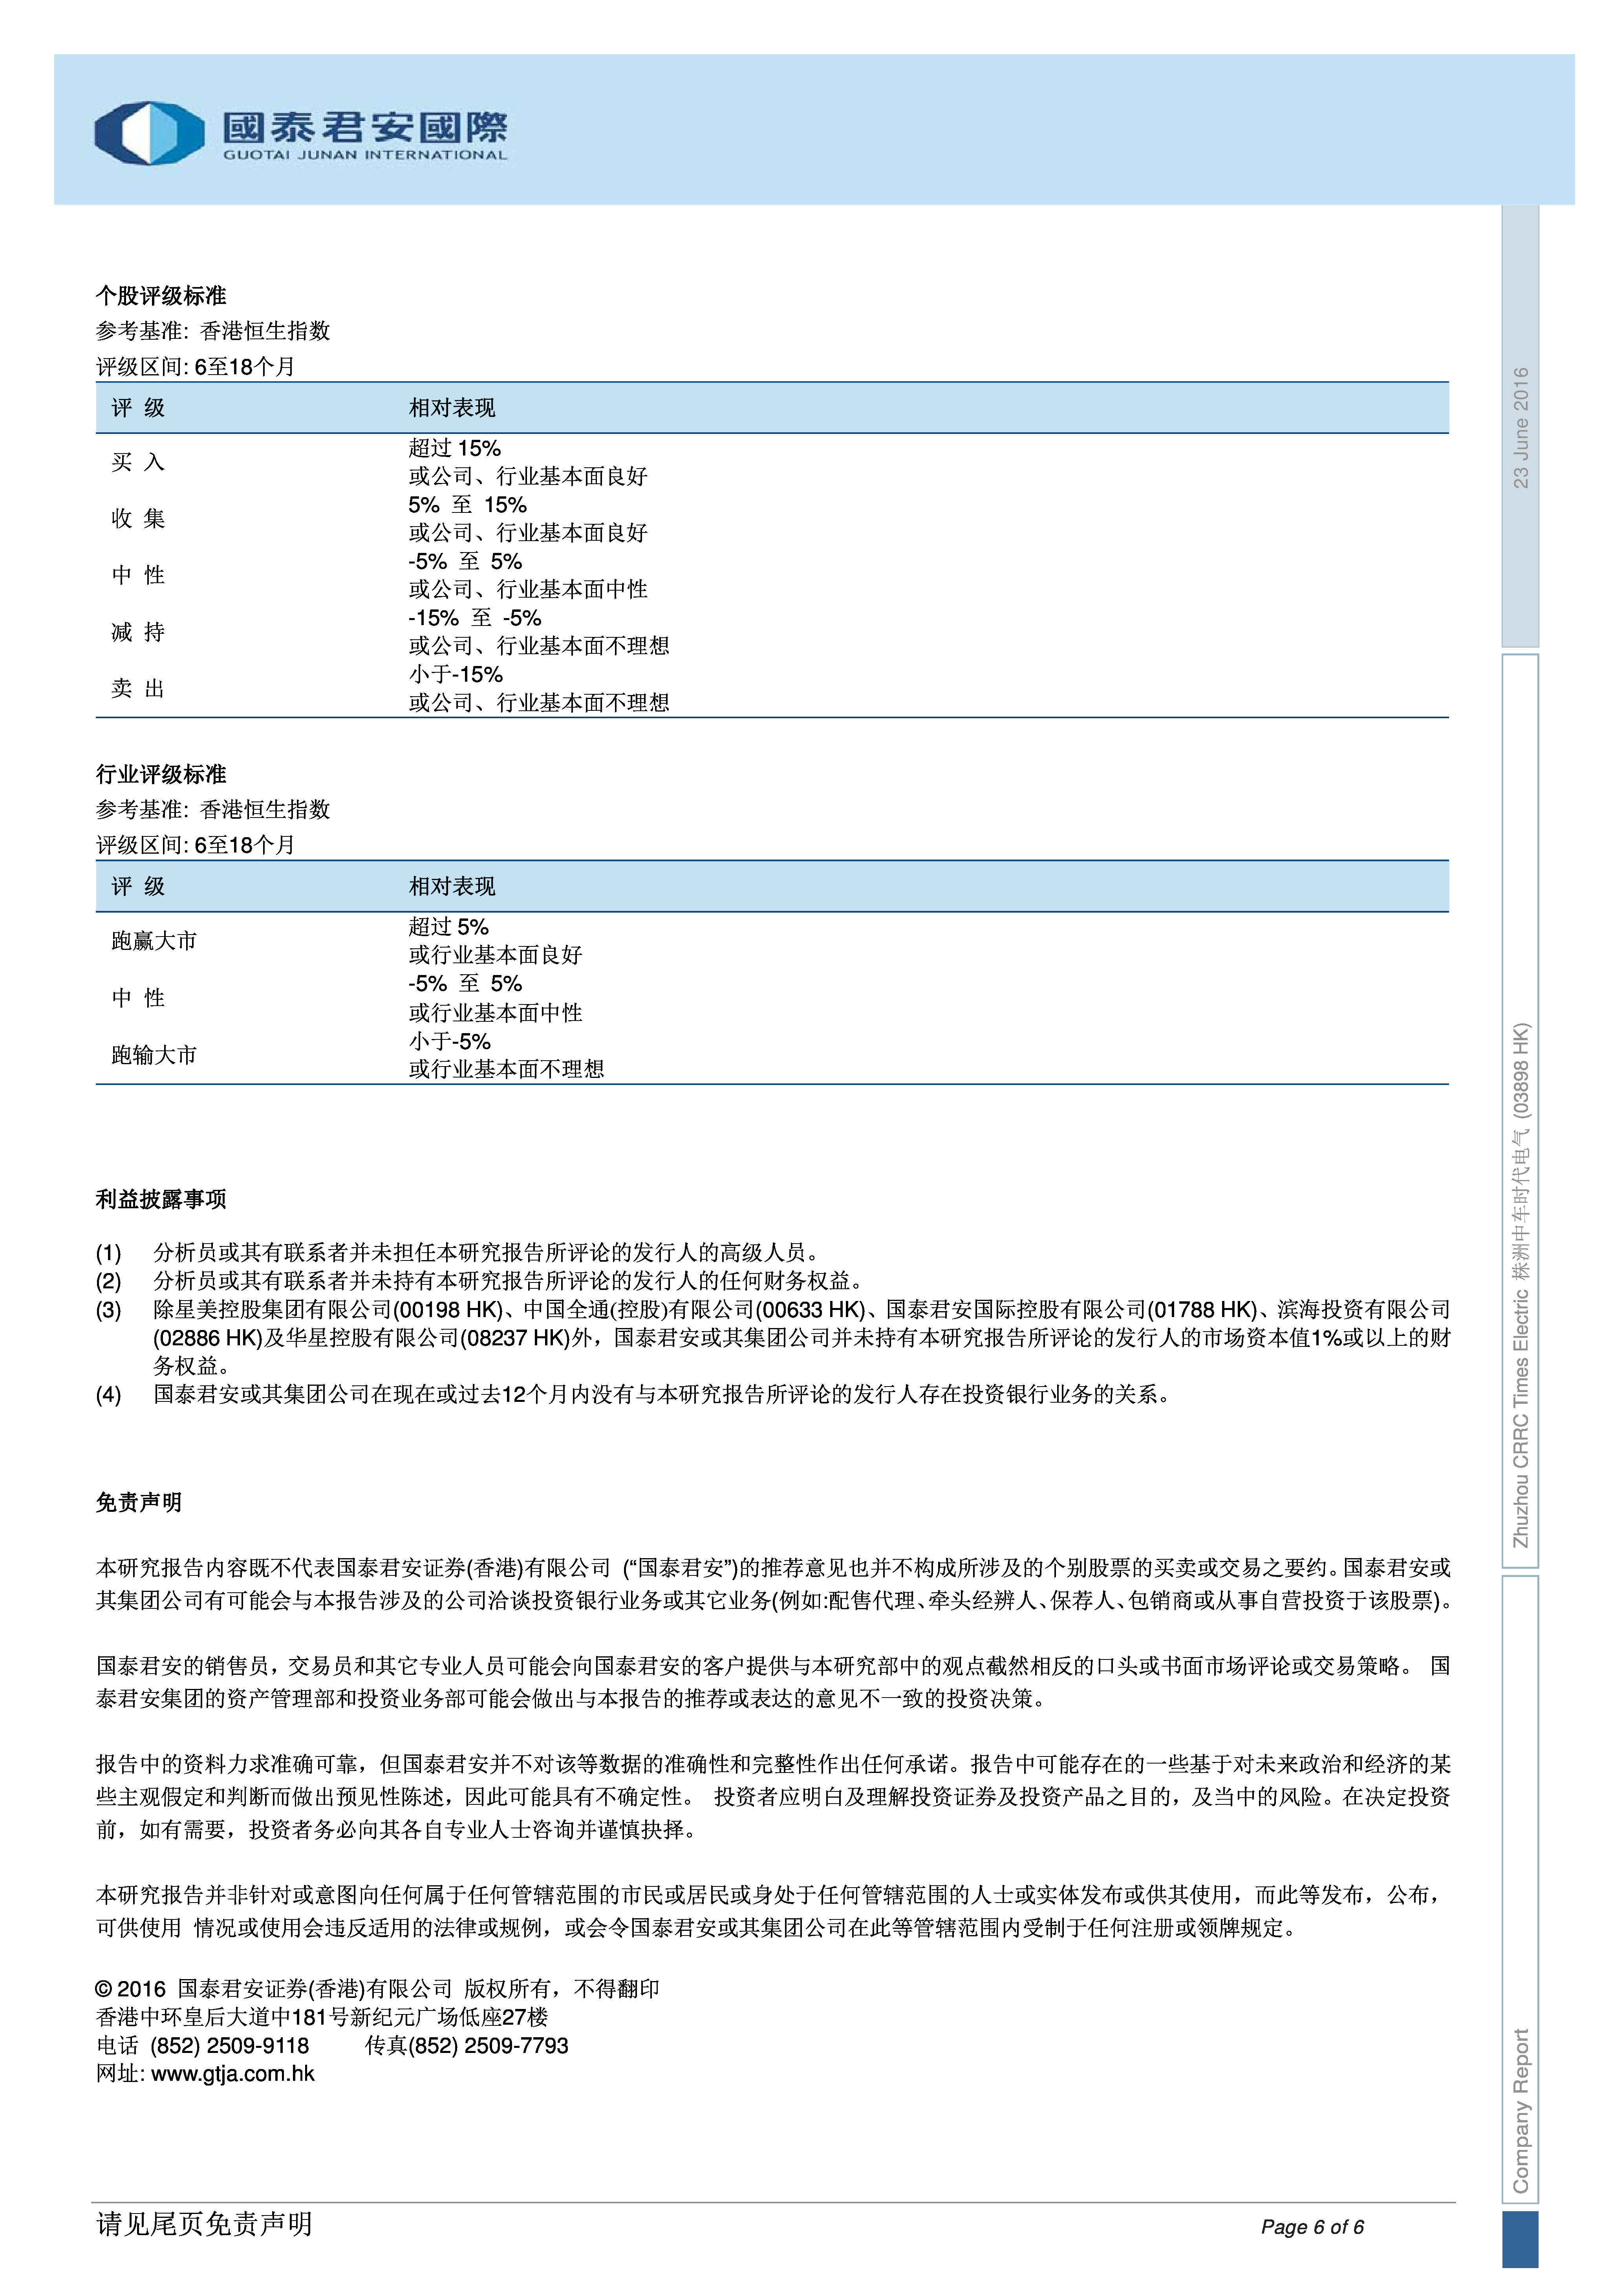 國泰君安國際
GUOTAI JUNAN INTERNATIONAL
个股评级标准
参考基准: 香港恒生指数
评级区间: 6至18个月
评 级 相对表现
买 入 超过 15%
或公司、行业基本面良好
收 集 5% 至 15%
或公司、行业基本面良好
中 性 -5% 至 5%
或公司、行业基本面中性
减 持 -15% 至 -5%
或公司、行业基本面不理想
卖 出 小于-15%
或公司、行业基本面不理想
行业评级标准
参考基准: 香港恒生指数
评级区间: 6至18个月
评 级 相对表现
跑赢大市 超过 5%
或行业基本面良好
中 性 -5% 至 5%
或行业基本面中性
跑输大市 小于-5%
或行业基本面不理想
利益披露事项
(1) 分析员或其有联系者并未担任本研究报告所评论的发行人的高级人员。
(2) 分析员或其有联系者并未持有本研究报告所评论的发行人的任何财务权益。
(3) 除星美控股集团有限公司(00198 HK)、中国全通(控股)有限公司(00633 HK)、国泰君安国际控股有限公司(01788 HK)、滨海投资有限公司
(02886 HK)及华星控股有限公司(08237 HK)外，国泰君安或其集团公司并未持有本研究报告所评论的发行人的市场资本值1%或以上的财
务权益。
(4) 国泰君安或其集团公司在现在或过去12个月内没有与本研究报告所评论的发行人存在投资银行业务的关系。
免责声明
本研究报告内容既不代表国泰君安证券(香港)有限公司 (“国泰君安”)的推荐意见也并不构成所涉及的个别股票的买卖或交易之要约。国泰君安或
其集团公司有可能会与本报告涉及的公司洽谈投资银行业务或其它业务(例如:配售代理、牵头经辨人、保荐人、包销商或从事自营投资于该股票)。
国泰君安的销售员，交易员和其它专业人员可能会向国泰君安的客户提供与本研究部中的观点截然相反的口头或书面市场评论或交易策略。 国
泰君安集团的资产管理部和投资业务部可能会做出与本报告的推荐或表达的意见不一致的投资决策。
报告中的资料力求准确可靠，但国泰君安并不对该等数据的准确性和完整性作出任何承诺。报告中可能存在的一些基于对未来政治和经济的某
些主观假定和判断而做出预见性陈述，因此可能具有不确定性。 投资者应明白及理解投资证券及投资产品之目的，及当中的风险。在决定投资
前，如有需要，投资者务必向其各自专业人士咨询并谨慎抉择。
本研究报告并非针对或意图向任何属于任何管辖范围的市民或居民或身处于任何管辖范围的人士或实体发布或供其使用，而此等发布，公布，
可供使用 情况或使用会违反适用的法律或规例，或会令国泰君安或其集团公司在此等管辖范围内受制于任何注册或领牌规定。
© 2016 国泰君安证券(香港)有限公司 版权所有，不得翻印
香港中环皇后大道中181号新纪元广场低座27楼
电话 (852) 2509-9118 传真(852) 2509-7793
网址: www.gtja.com.hk
请见尾页免责声明
Page 6 of 6
23 June 2016
Zhuzhou CRRC Times Electric 株洲中车时代电气 (03898 HK)
Company Report